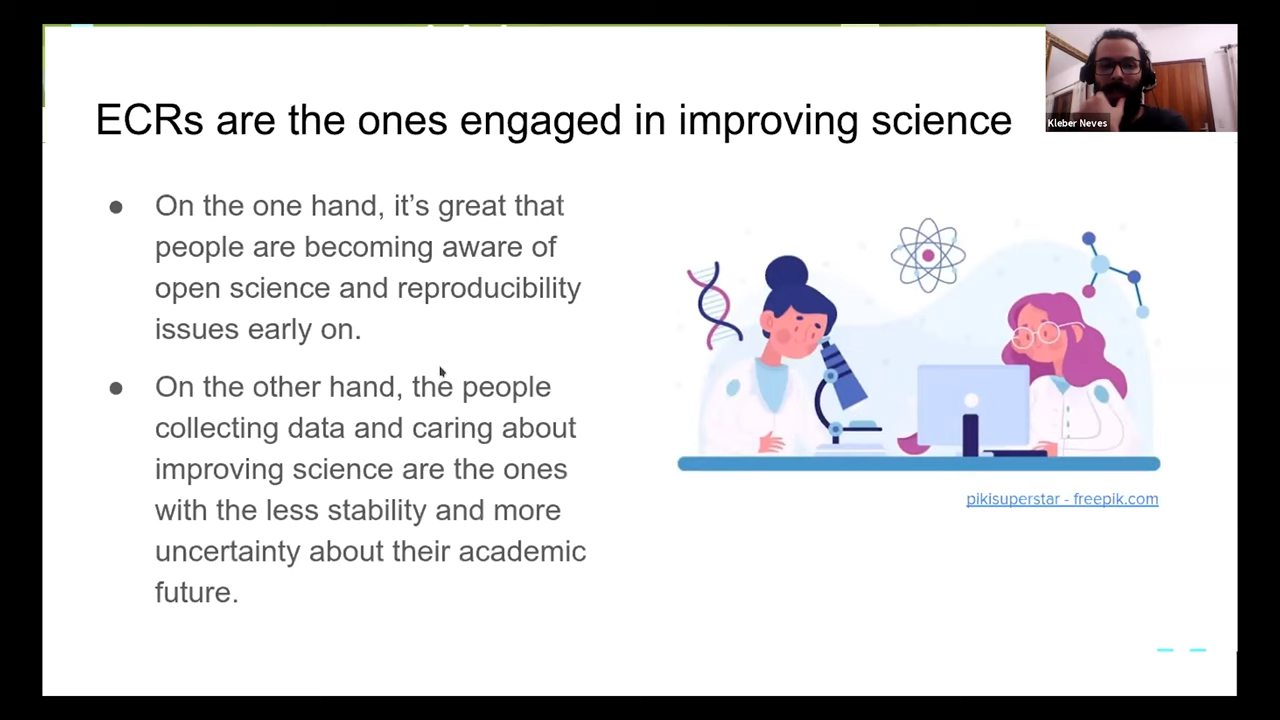 ECRs are the ones engaged in improving science
Kleber Neves
● On the one hand, it’s great that
people are becoming aware of
open science and reproducibility
issues early on.
● On the other hand, the people
collecting data and caring about
improving science are the ones
with the less stability and more
uncertainty about their academic
future.
pikisuperstar - freepik.com